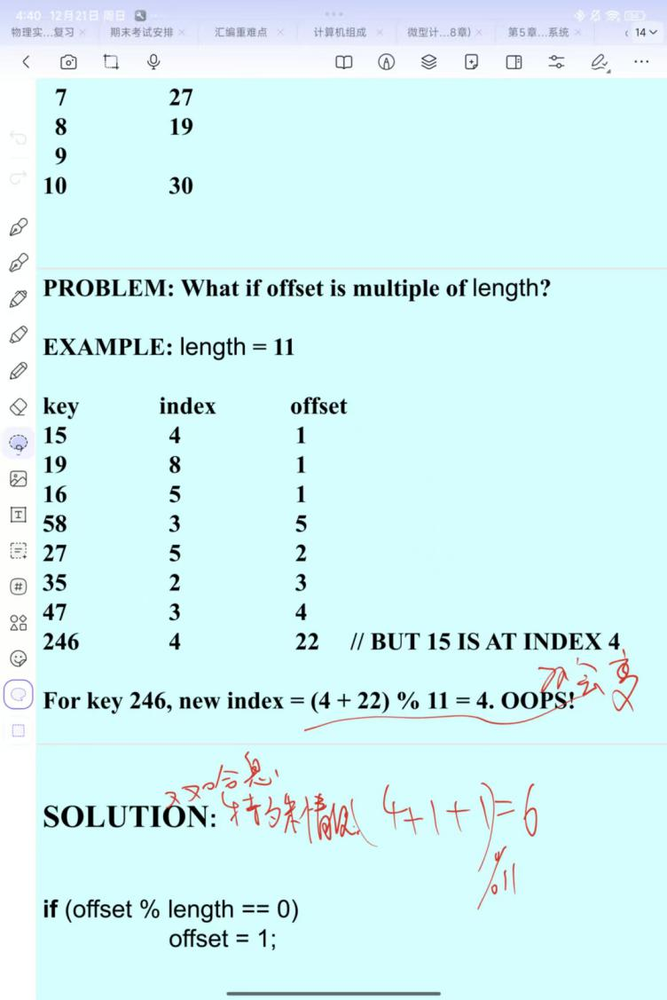 4:40 12月21日 周日
物理实...复习 × 期末考试安排 × 汇编重难点 × 计算机组成 × 微型计...8章) × 第5章...系统 × 14
7 27
8 19
9
10 30
PROBLEM: What if offset is multiple of length?
EXAMPLE: length = 11
key index offset
15 4 1
19 8 1
16 5 1
58 3 5
27 5 2
35 2 3
47 3 4
246 4 22 // BUT 15 IS AT INDEX 4
不会变
For key 246, new index = (4 + 22) % 11 = 4. OOPS!
SOLUTION: 情况 (4+1+1)=6
%11
if (offset % length == 0)
offset = 1;